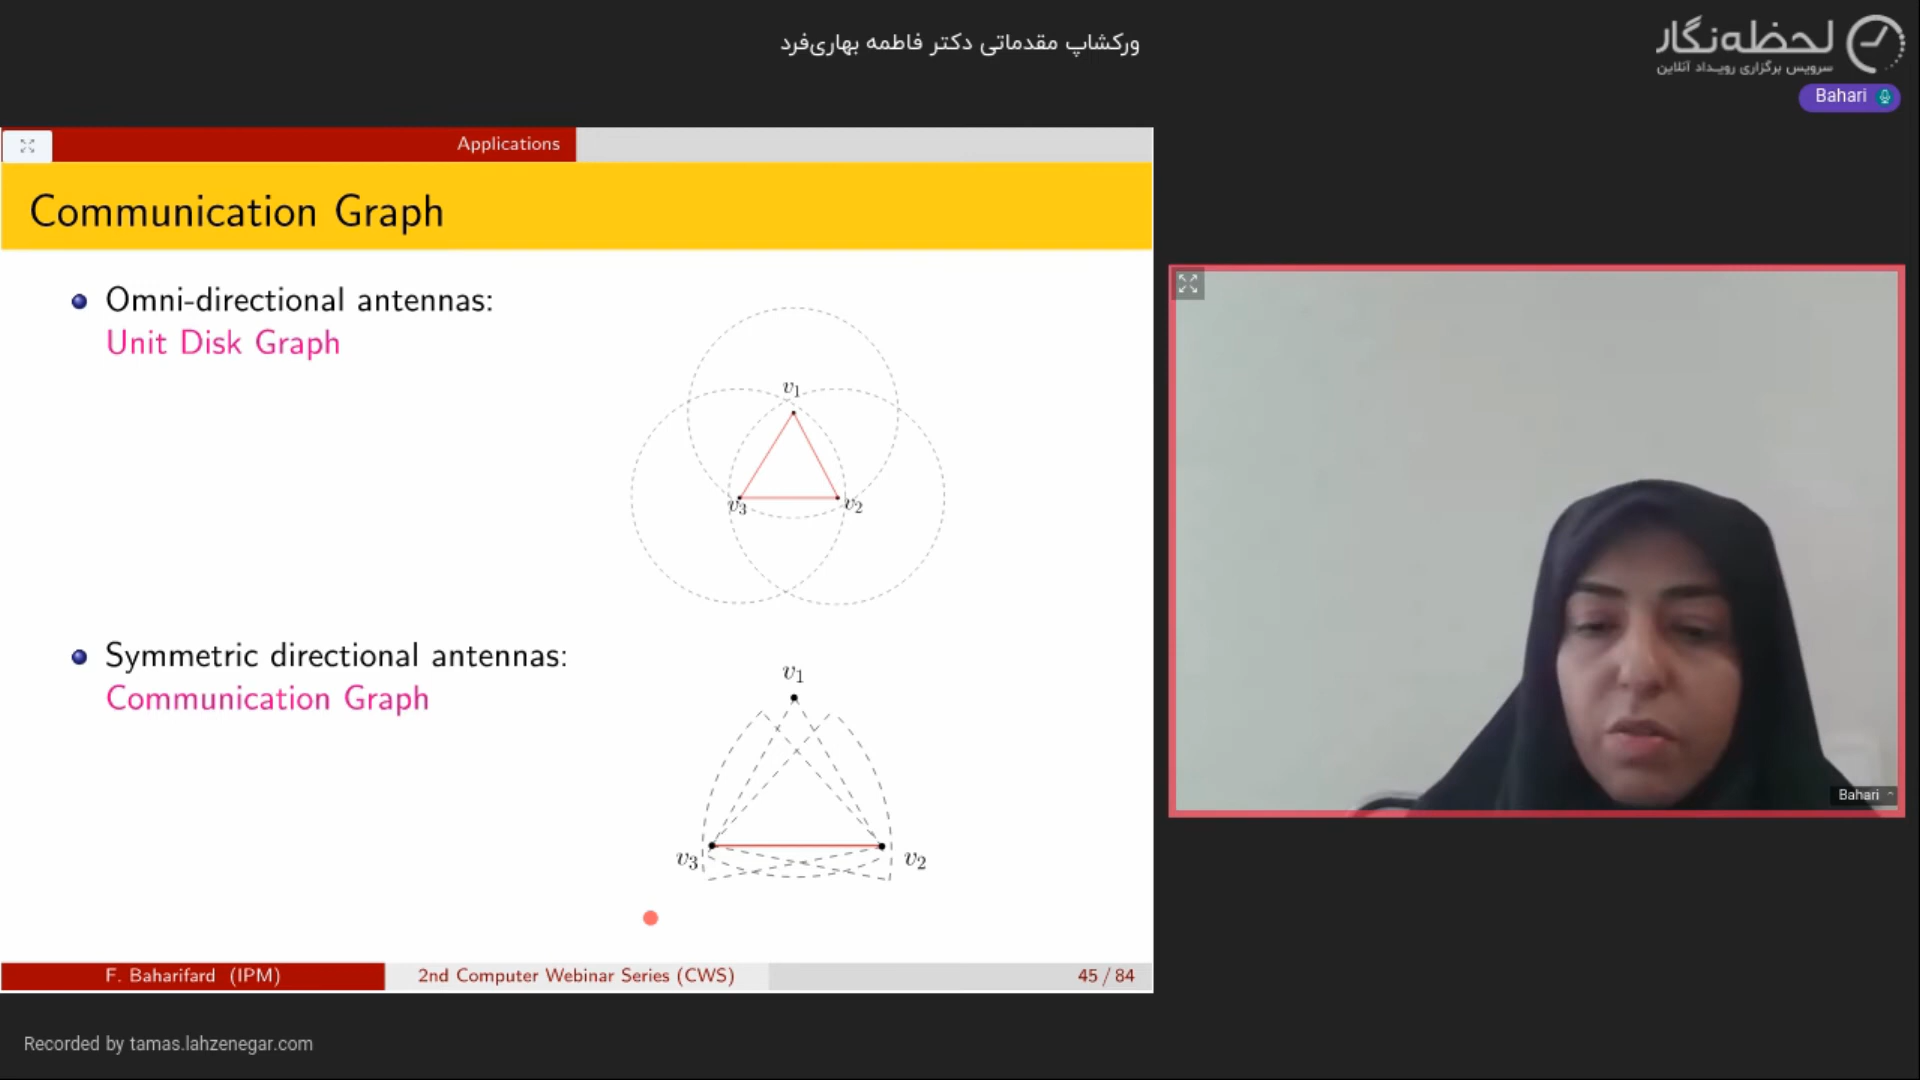 ورکشاپ مقدماتی دکتر فاطمه بهاری‌فرد
لحظه‌نگار
سرویس برگزاری رویداد آنلاین
Bahari
Applications
Communication Graph
Omni-directional antennas:
Unit Disk Graph
v1
v3
v2
Symmetric directional antennas:
Communication Graph
v1
v3
v2
Bahari
F. Baharifard (IPM)
2nd Computer Webinar Series (CWS)
45 / 84
Recorded by tamas.lahzenegar.com